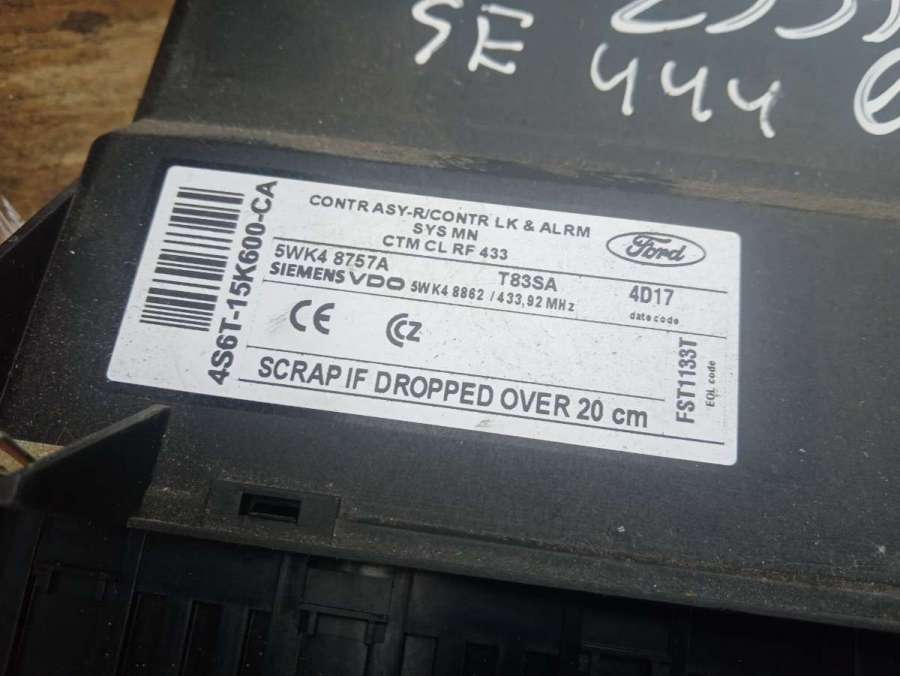 SE
444
CONTR ASY-R/CONTR LK & ALRM
SYS MN
CTM CL RF 433
Ford
4S6T-15K600-CA
5WK4 8757A T83SA 4D17
SIEMENS VDO 5WK4 8862 / 433,92 MHz
date code
CE CCZ
FST1133T
EOL code
SCRAP IF DROPPED OVER 20 cm